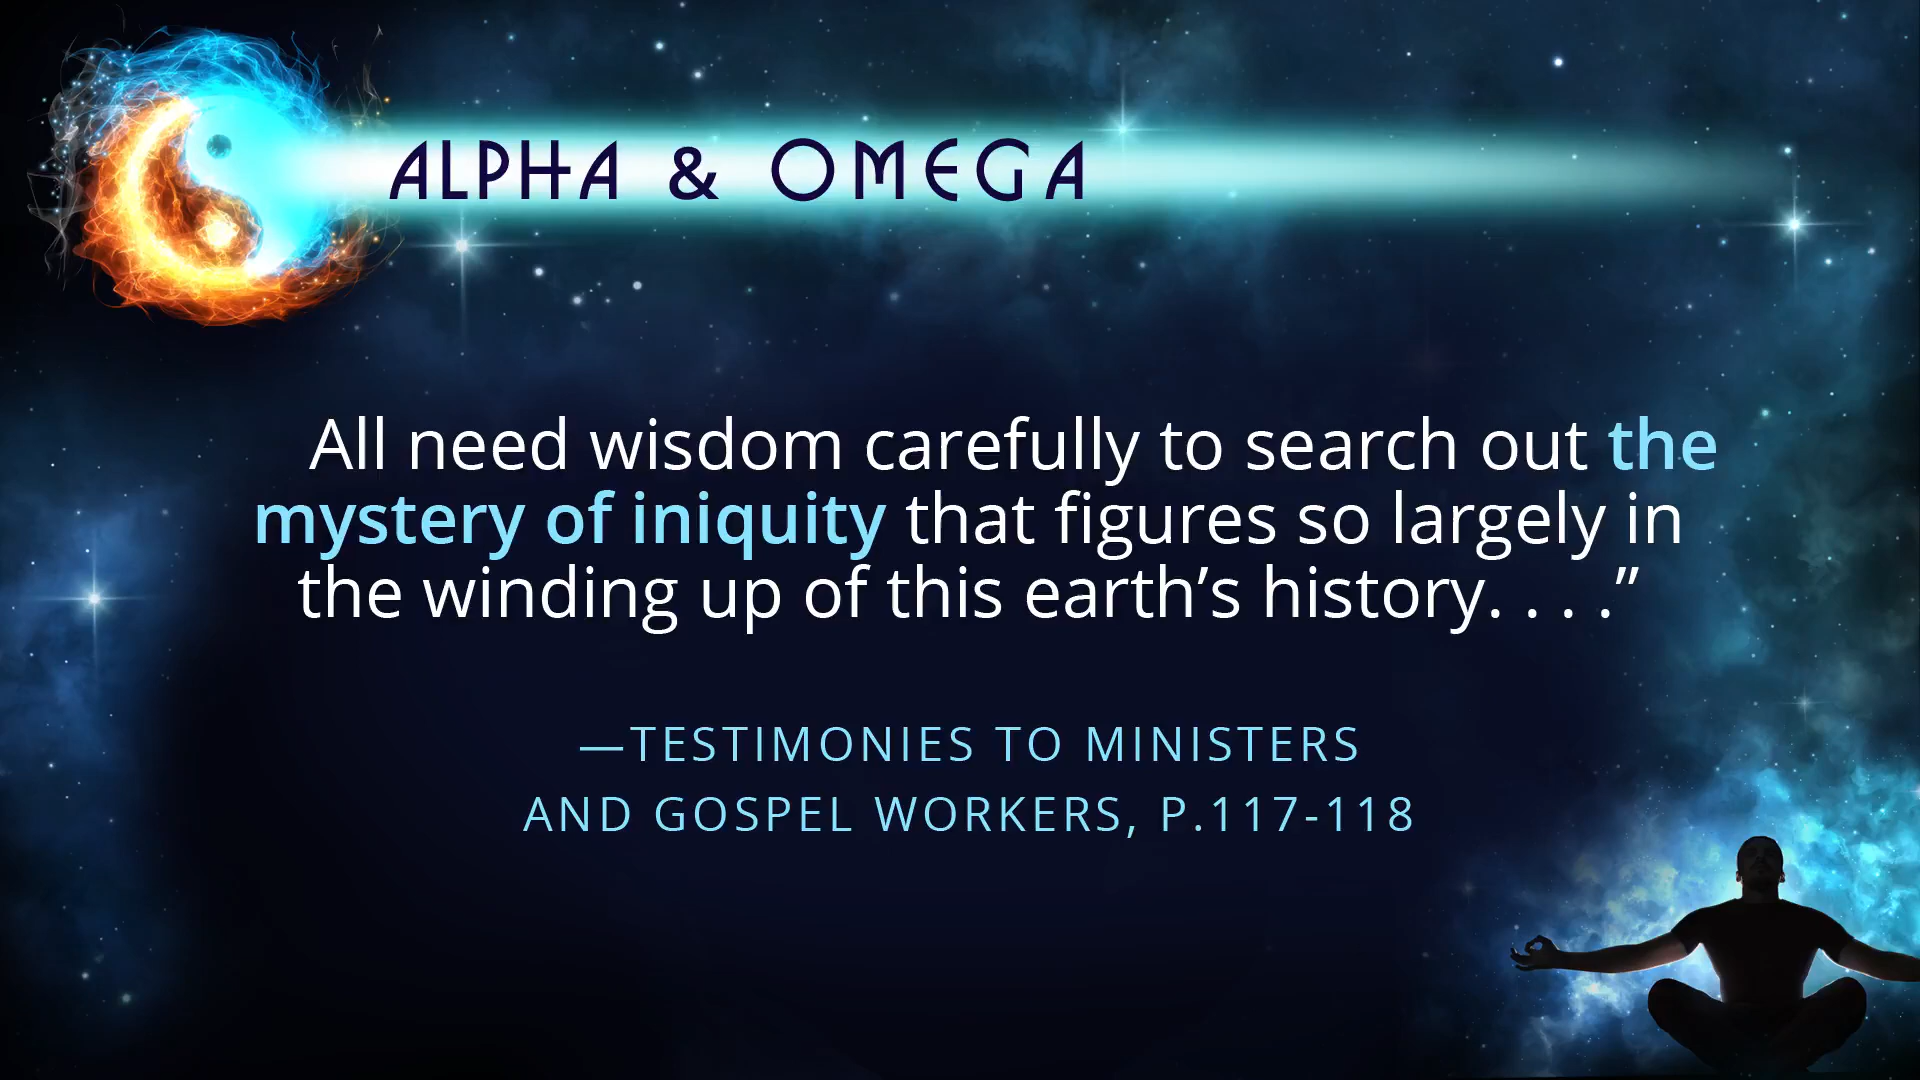 ALPHA & OMEGA
All need wisdom carefully to search out the
mystery of iniquity that figures so largely in
the winding up of this earth’s history. . . .”
—TESTIMONIES TO MINISTERS
AND GOSPEL WORKERS, P.117-118